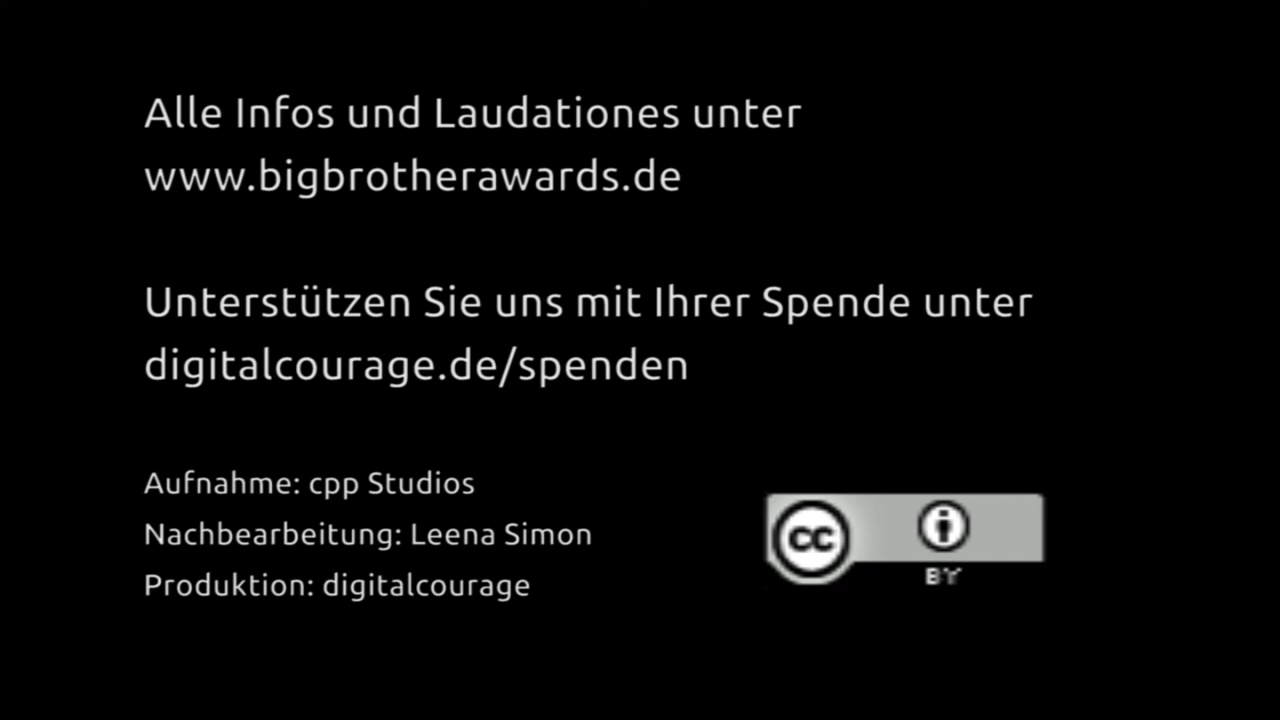 Alle Infos und Laudationes unter
www.bigbrotherawards.de
Unterstützen Sie uns mit Ihrer Spende unter
digitalcourage.de/spenden
Aufnahme: cpp Studios
Nachbearbeitung: Leena Simon
Produktion: digitalcourage
CC
BY